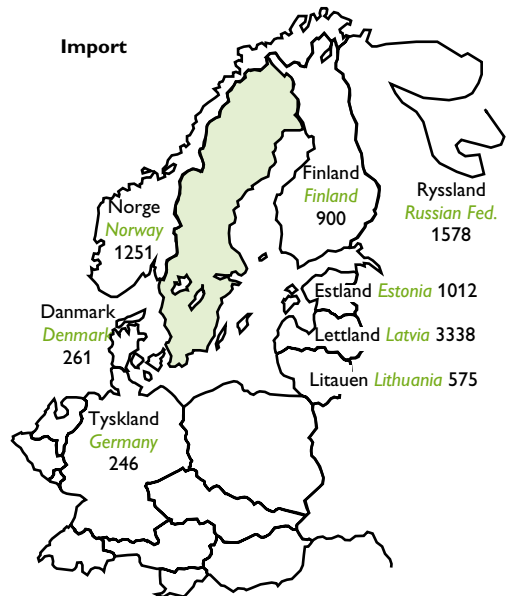 Import
Finland
Finland
900
Ryssland
Russian Fed.
1578
Norge
Norway
1251
Estland Estonia 1012
Danmark
Denmark
261
Lettland Latvia 3338
Litauen Lithuania 575
Tyskland
Germany
246